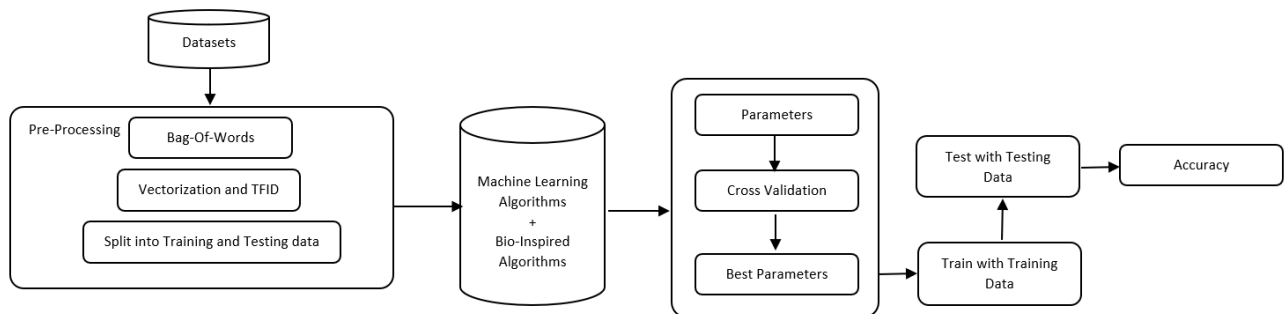 Datasets
Pre-Processing
Bag-Of-Words
Vectorization and TFID
Split into Training and Testing data
Machine Learning
Algorithms
+
Bio-Inspired
Algorithms
Parameters
Cross Validation
Best Parameters
Train with Training
Data
Test with Testing
Data
Accuracy